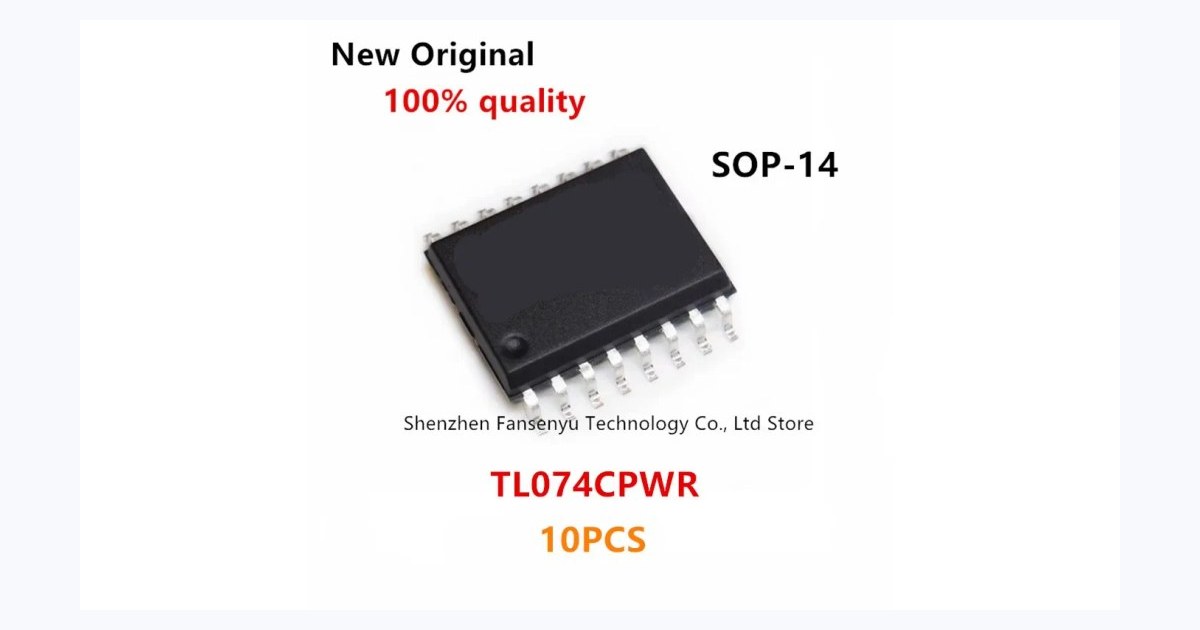 New Original
100% quality
SOP-14
Shenzhen Fansenyu Technology Co., Ltd Store
TL074CPWR
10PCS